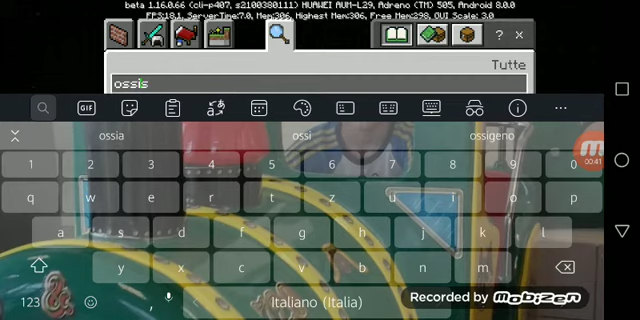 beta 1.16.0.66 (cli-p407, s2100380111) HUAWEI AUM-L29, Adreno (TM) 505, Android 8.0.0
FPS:18.1, ServerTime:7.0, Mem:306, Highest Mem:306, Free Mem:298, GUI Scale: 3.0
? ×
Tutte
ossis
GIF
ossia ossi ossigeno
00:41
1 2 3 4 5 6 7 8 9 0
q w e r t z u i o p
a s d f g h j k l
y x c v b n m
123 , Italiano (Italia)
Recorded by mobizen